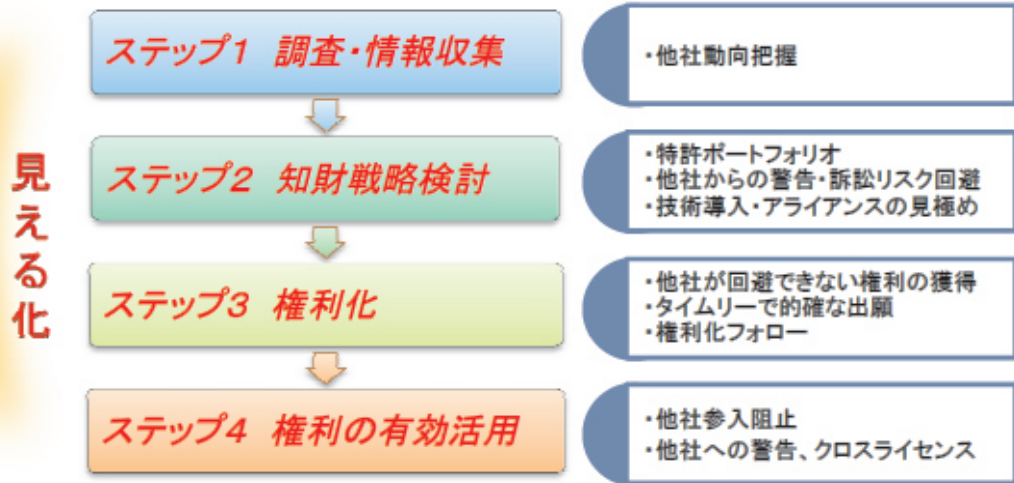 見える化
ステップ1 調査・情報収集
・他社動向把握
ステップ2 知財戦略検討
・特許ポートフォリオ
・他社からの警告・訴訟リスク回避
・技術導入・アライアンスの見極め
ステップ3 権利化
・他社が回避できない権利の獲得
・タイムリーで的確な出願
・権利化フォロー
ステップ4 権利の有効活用
・他社参入阻止
・他社への警告、クロスライセンス